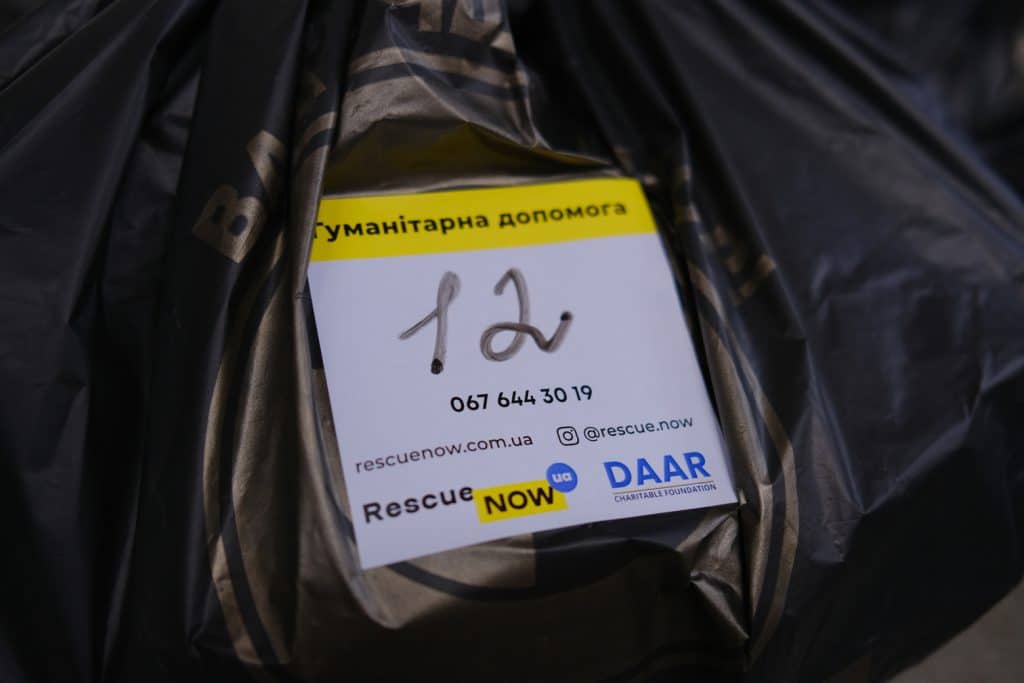 Гуманітарна допомога
12
067 644 30 19
rescuenow.com.ua @rescue.now
Rescue NOW ua DAAR
CHARITABLE FOUNDATION